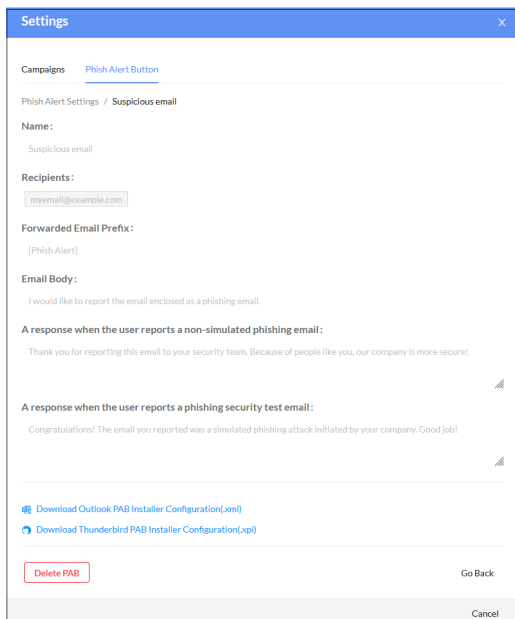 Settings
X
Campaigns Phish Alert Button
Phish Alert Settings / Suspicious email
Name:
Suspicious email
Recipients:
myemail@example.com
Forwarded Email Prefix:
[Phish Alert]
Email Body:
I would like to report the email enclosed as a phishing email.
A response when the user reports a non-simulated phishing email:
Thank you for reporting this email to your security team. Because of people like you, our company is more secure!
A response when the user reports a phishing security test email:
Congratulations! The email you reported was a simulated phishing attack initiated by your company. Good job!
Download Outlook PAB Installer Configuration(.xml)
Download Thunderbird PAB Installer Configuration(.xpi)
Delete PAB
Go Back
Cancel